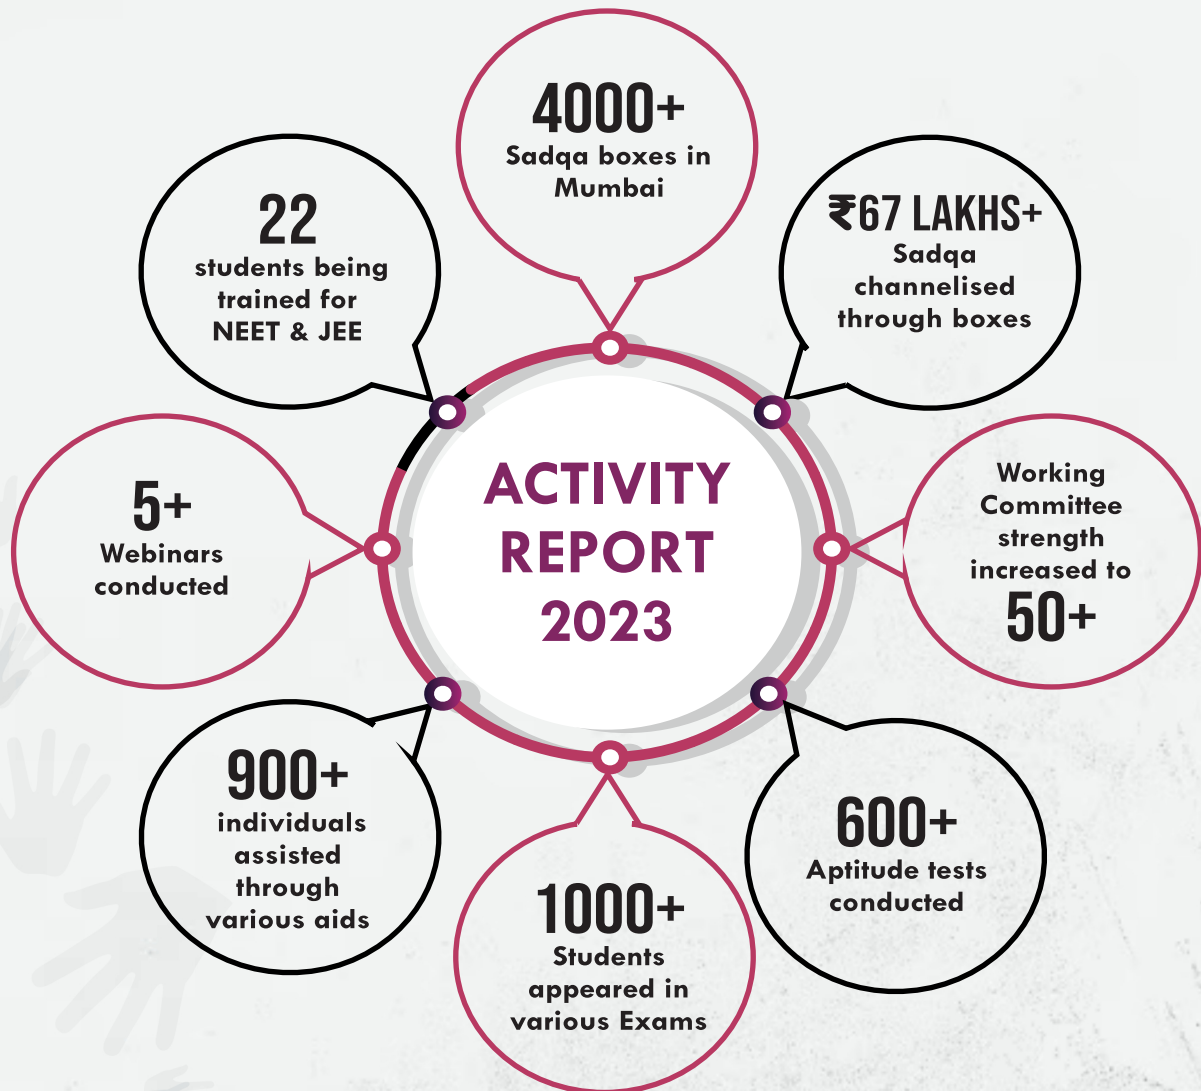 4000+
Sadqa boxes in
Mumbai
₹67 LAKHS+
Sadqa
channelised
through boxes
Working
Committee
strength
increased to
50+
600+
Aptitude tests
conducted
1000+
Students
appeared in
various Exams
900+
individuals
assisted
through
various aids
5+
Webinars
conducted
22
students being
trained for
NEET & JEE
ACTIVITY
REPORT
2023